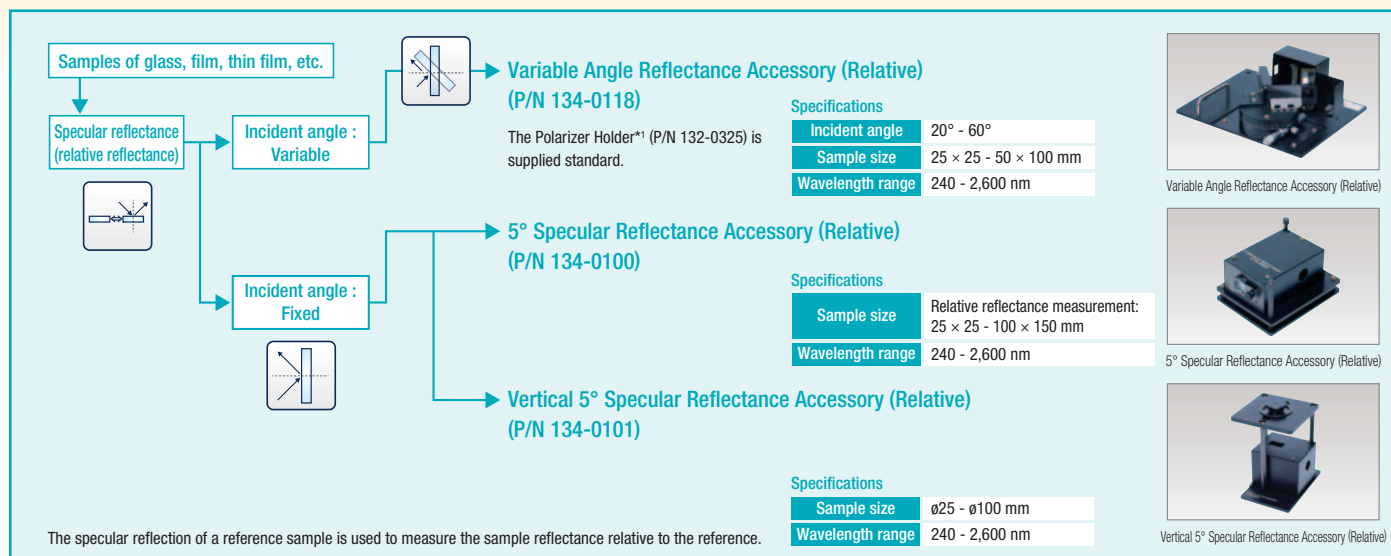 Samples of glass, film, thin film, etc.
Specular reflectance
(relative reflectance)
Incident angle :
Variable
Variable Angle Reflectance Accessory (Relative)
(P/N 134-0118)
The Polarizer Holder*1 (P/N 132-0325) is
supplied standard.
Specifications
Incident angle 20° - 60°
Sample size 25 × 25 - 50 × 100 mm
Wavelength range 240 - 2,600 nm
Variable Angle Reflectance Accessory (Relative)
Incident angle :
Fixed
5° Specular Reflectance Accessory (Relative)
(P/N 134-0100)
Specifications
Sample size Relative reflectance measurement:
25 × 25 - 100 × 150 mm
Wavelength range 240 - 2,600 nm
5° Specular Reflectance Accessory (Relative)
Vertical 5° Specular Reflectance Accessory (Relative)
(P/N 134-0101)
Specifications
Sample size ø25 - ø100 mm
Wavelength range 240 - 2,600 nm
Vertical 5° Specular Reflectance Accessory (Relative)
The specular reflection of a reference sample is used to measure the sample reflectance relative to the reference.